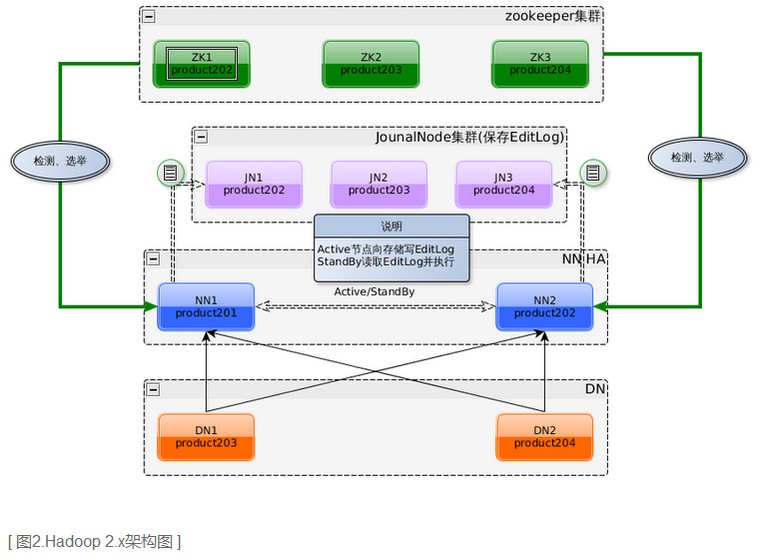 zookeeper集群
ZK1
product202
ZK2
product203
ZK3
product204
检测、选举
检测、选举
JounalNode集群(保存EditLog)
JN1
product202
JN2
product203
JN3
product204
说明
Active节点向存储写EditLog
StandBy读取EditLog并执行
NN HA
NN1
product201
Active/StandBy
NN2
product202
DN
DN1
product203
DN2
product204
[ 图2.Hadoop 2.x架构图 ]